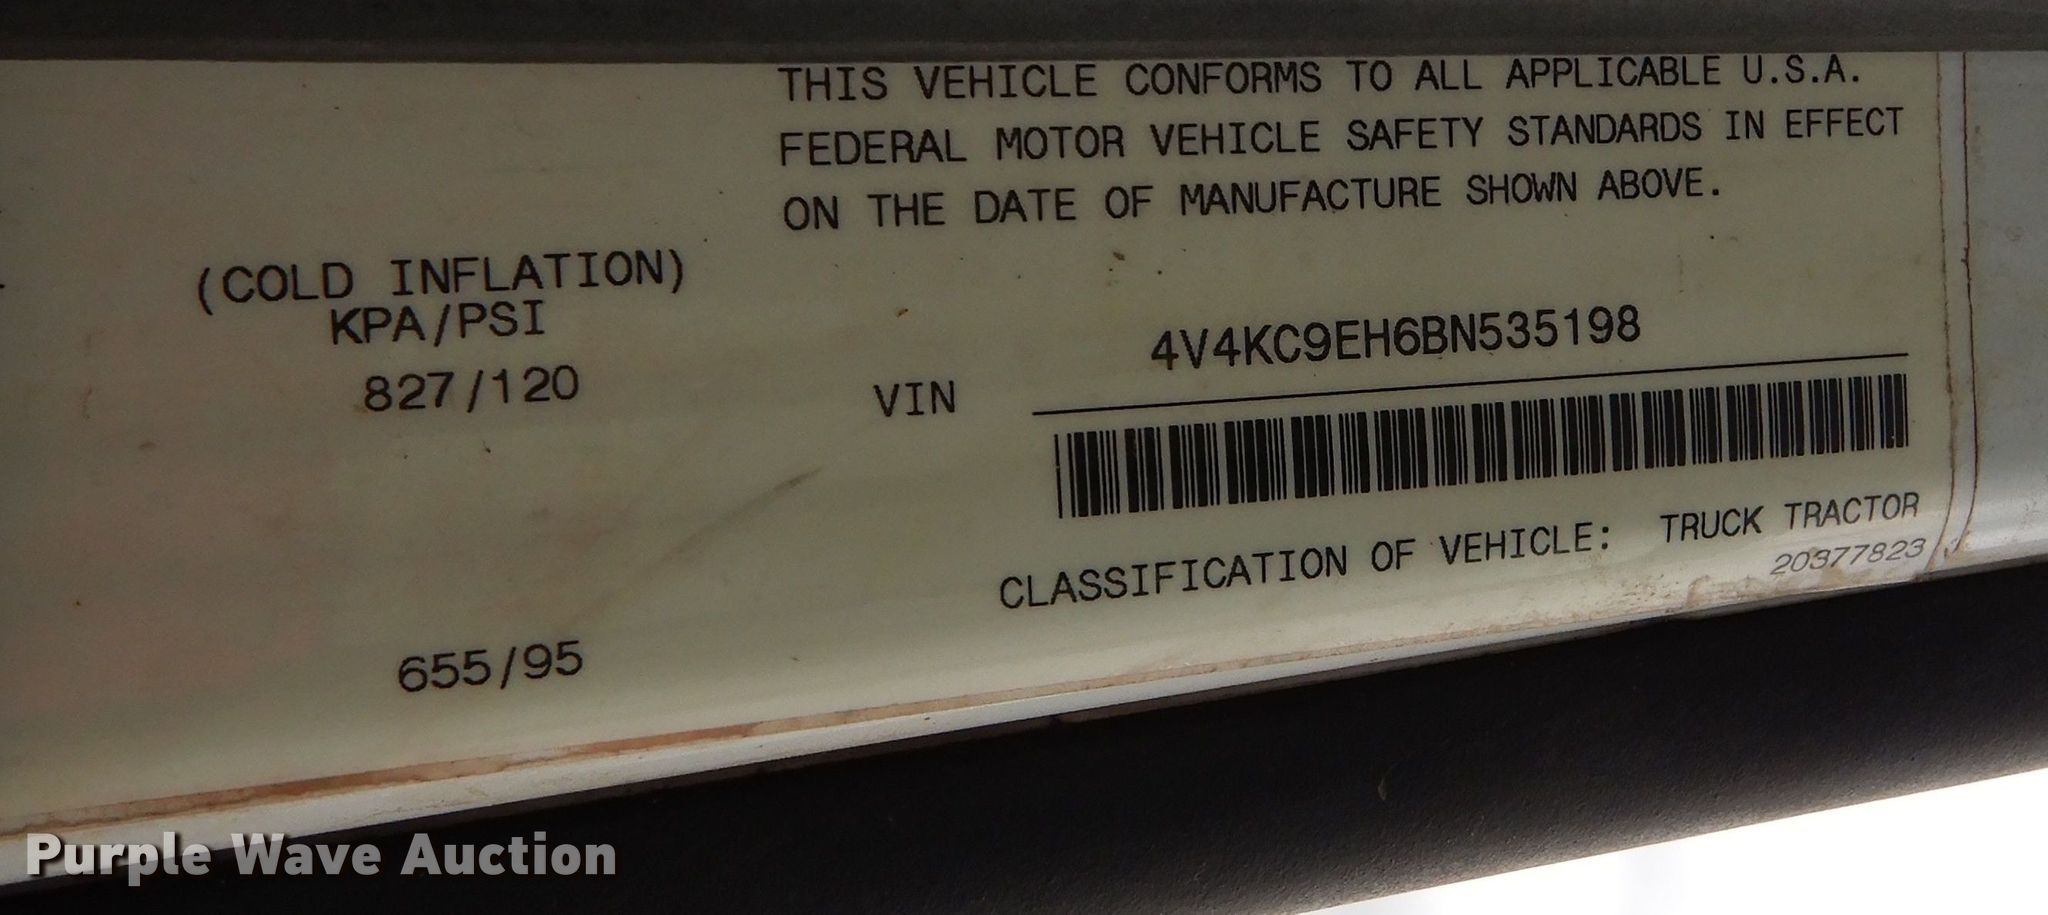 THIS VEHICLE CONFORMS TO ALL APPLICABLE U.S.A.
FEDERAL MOTOR VEHICLE SAFETY STANDARDS IN EFFECT
ON THE DATE OF MANUFACTURE SHOWN ABOVE.
(COLD INFLATION)
KPA/PSI
827/120
655/95
4V4KC9EH6BN535198
VIN
CLASSIFICATION OF VEHICLE: TRUCK TRACTOR
20377823
Purple Wave Auction